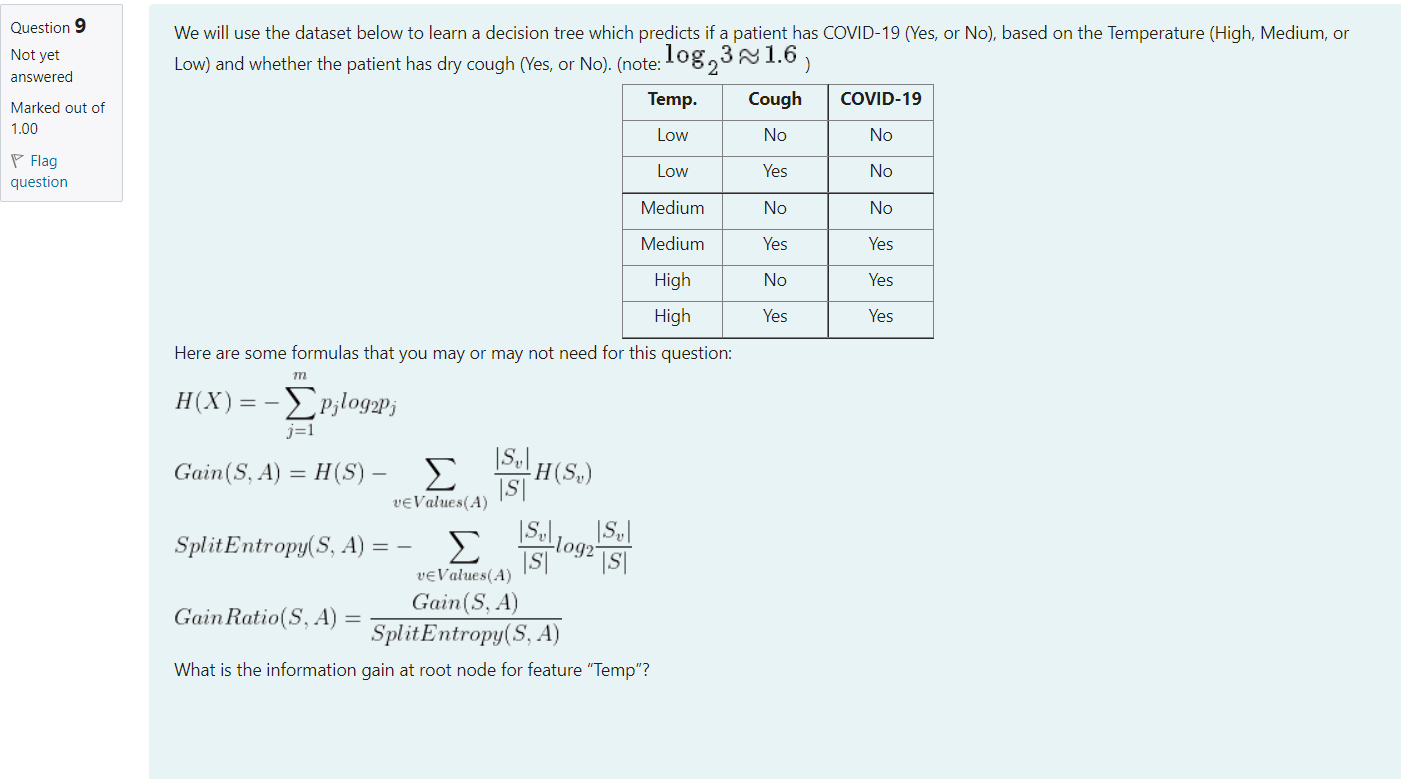 Question 9
Not yet
answered
Marked out of
1.00
Flag
question
We will use the dataset below to learn a decision tree which predicts if a patient has COVID-19 (Yes, or No), based on the Temperature (High, Medium, or
Low) and whether the patient has dry cough (Yes, or No). (note: log₂3≈1.6 )
Temp. Cough COVID-19
Low No No
Low Yes No
Medium No No
Medium Yes Yes
High No Yes
High Yes Yes
Here are some formulas that you may or may not need for this question:
H(X) = −∑_{j=1}^{m} p_j log₂p_j
Gain(S, A) = H(S) − ∑_{v∈Values(A)} |S_v|/|S| H(S_v)
SplitEntropy(S, A) = − ∑_{v∈Values(A)} |S_v|/|S| log₂ |S_v|/|S|
GainRatio(S, A) = Gain(S, A) / SplitEntropy(S, A)
What is the information gain at root node for feature “Temp”?